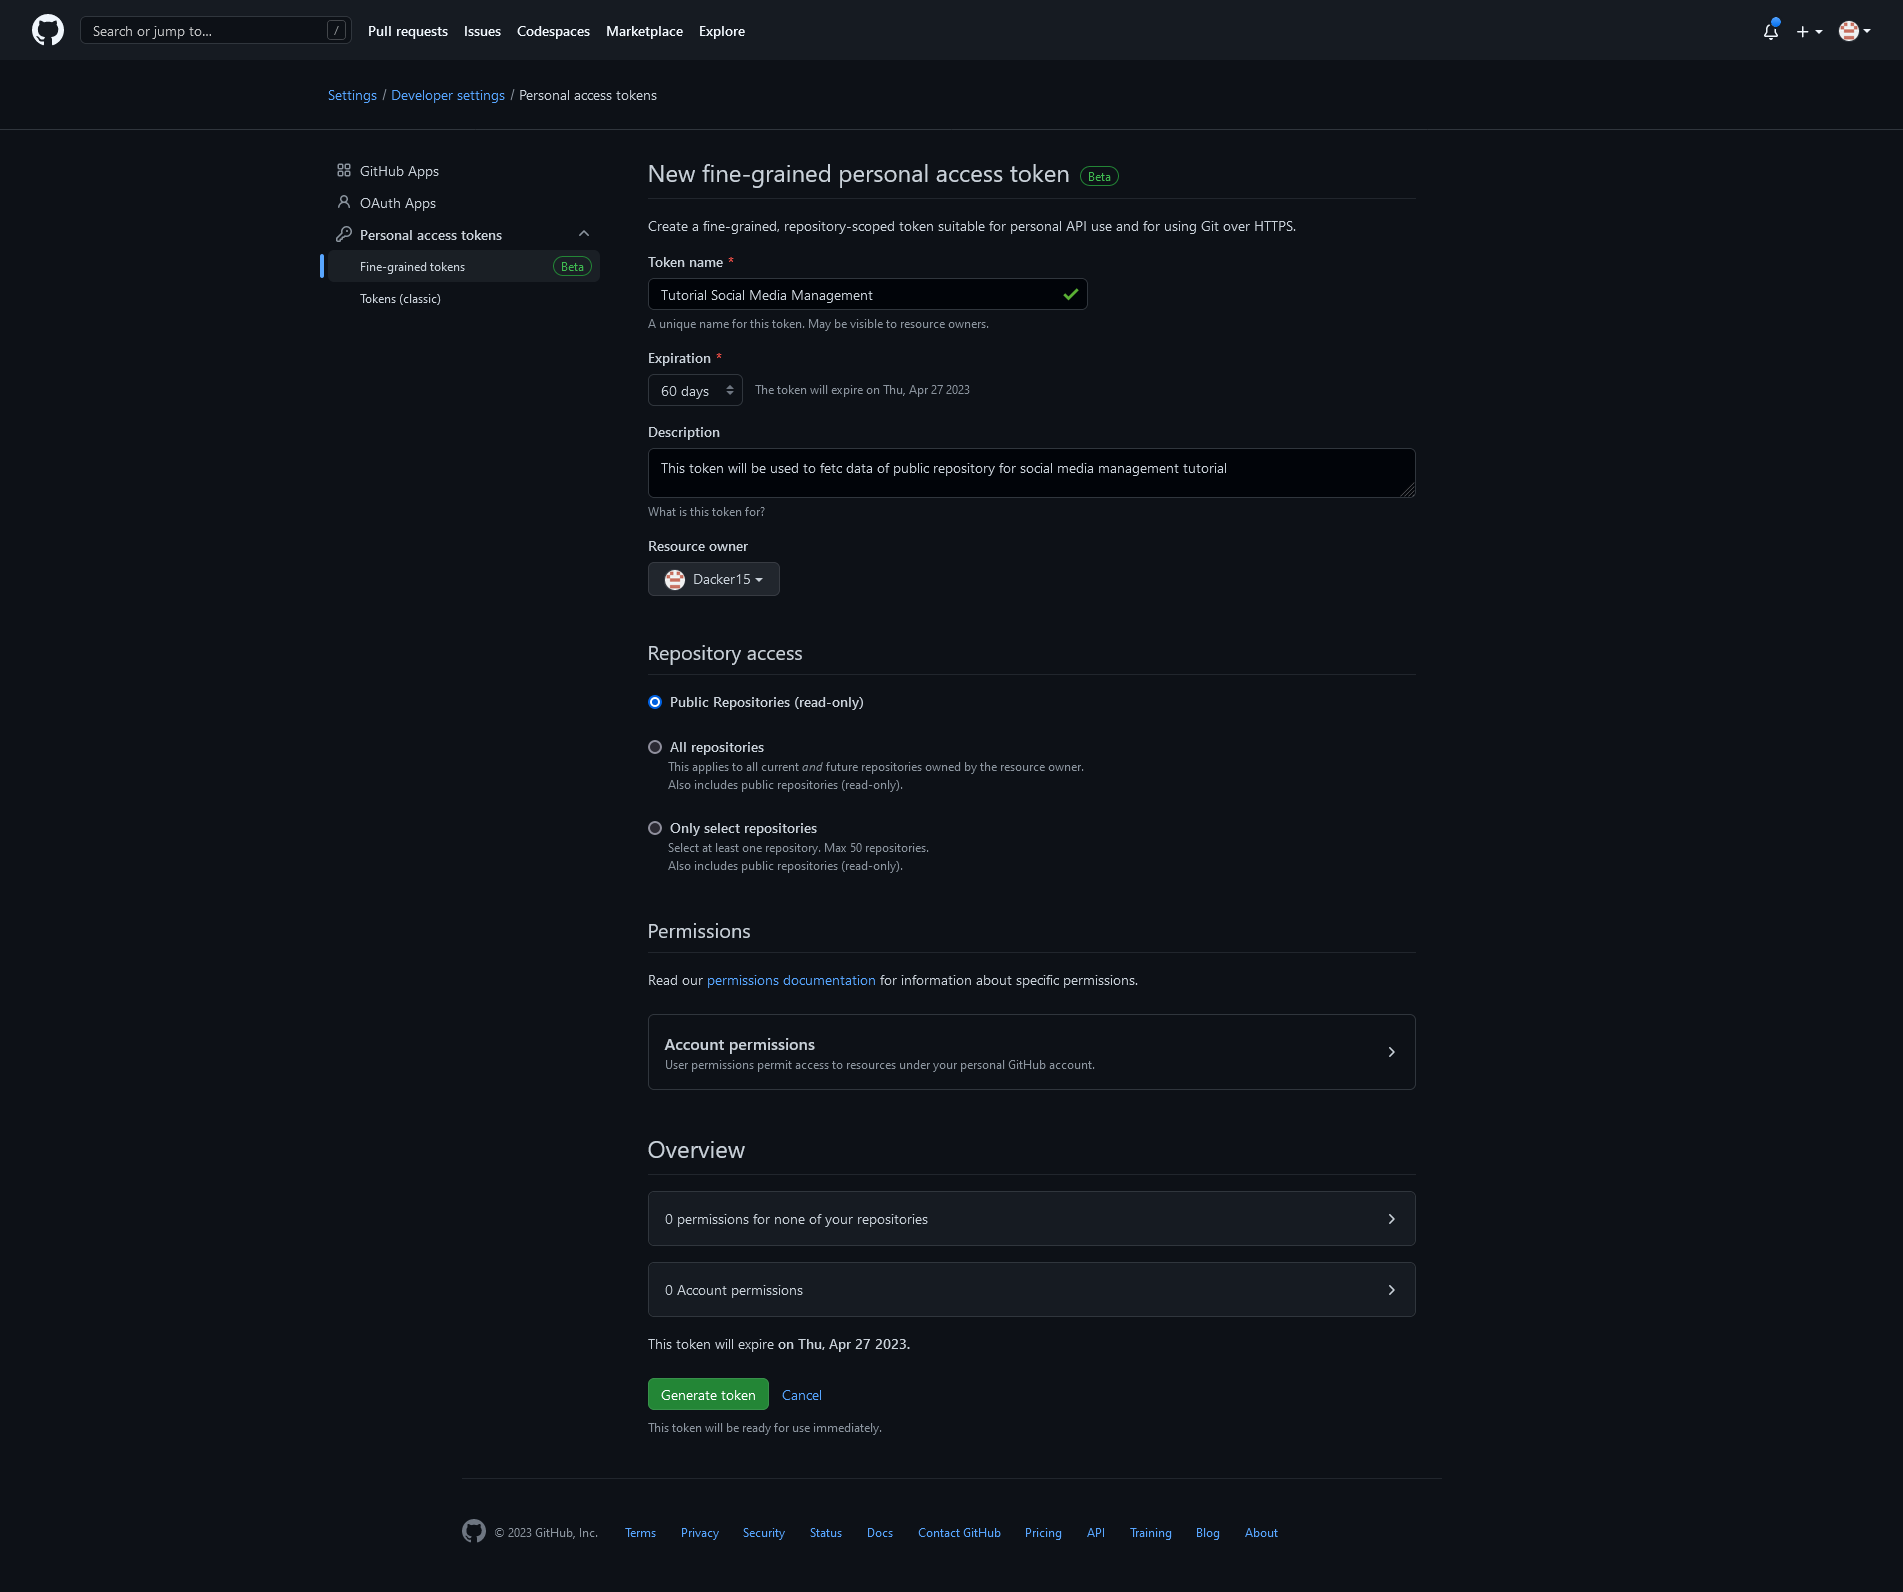 Search or jump to... /
Pull requests Issues Codespaces Marketplace Explore
Settings / Developer settings / Personal access tokens
GitHub Apps
OAuth Apps
Personal access tokens
Fine-grained tokens Beta
Tokens (classic)
New fine-grained personal access token Beta
Create a fine-grained, repository-scoped token suitable for personal API use and for using Git over HTTPS.
Token name *
Tutorial Social Media Management
A unique name for this token. May be visible to resource owners.
Expiration *
60 days The token will expire on Thu, Apr 27 2023
Description
This token will be used to fetc data of public repository for social media management tutorial
What is this token for?
Resource owner
Dacker15
Repository access
Public Repositories (read-only)
All repositories
This applies to all current and future repositories owned by the resource owner.
Also includes public repositories (read-only).
Only select repositories
Select at least one repository. Max 50 repositories.
Also includes public repositories (read-only).
Permissions
Read our permissions documentation for information about specific permissions.
Account permissions
User permissions permit access to resources under your personal GitHub account.
Overview
0 permissions for none of your repositories
0 Account permissions
This token will expire on Thu, Apr 27 2023.
Generate token Cancel
This token will be ready for use immediately.
© 2023 GitHub, Inc. Terms Privacy Security Status Docs Contact GitHub Pricing API Training Blog About